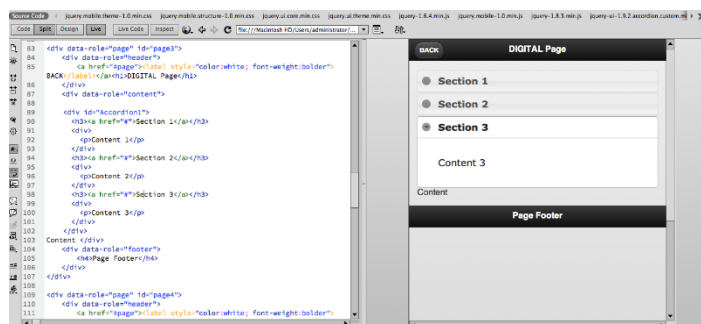 Source Code jquery.mobile.theme-1.0.min.css jquery.mobile.structure-1.0.min.css jquery.ui.core.min.css jquery.ui.theme.min.css jquery-1.6.4.min.js jquery.mobile-1.0.min.js jquery-1.8.3.min.js jquery-ui-1.9.2.accordion.custom.m
Code Split Design Live Live Code Inspect file:///Macintosh HD/Users/administrator/...
83 <div data-role="page" id="page3">
84 <div data-role="header">
85 <a href="#page"><label style="color:white; font-weight:bolder">
BACK</label></a><h1>DIGITAL Page</h1>
86 </div>
87 <div data-role="content">
88
89 <div id="Accordion1">
90 <h3><a href="#">Section 1</a></h3>
91 <div>
92 <p>Content 1</p>
93 </div>
94 <h3><a href="#">Section 2</a></h3>
95 <div>
96 <p>Content 2</p>
97 </div>
98 <h3><a href="#">Section 3</a></h3>
99 <div>
100 <p>Content 3</p>
101 </div>
102 </div>
103 Content </div>
104 <div data-role="footer">
105 <h4>Page Footer</h4>
106 </div>
107 </div>
108
109 <div data-role="page" id="page4">
110 <div data-role="header">
111 <a href="#page"><label style="color:white; font-weight:bolder">
BACK DIGITAL Page
Section 1
Section 2
Section 3
Content 3
Content
Page Footer